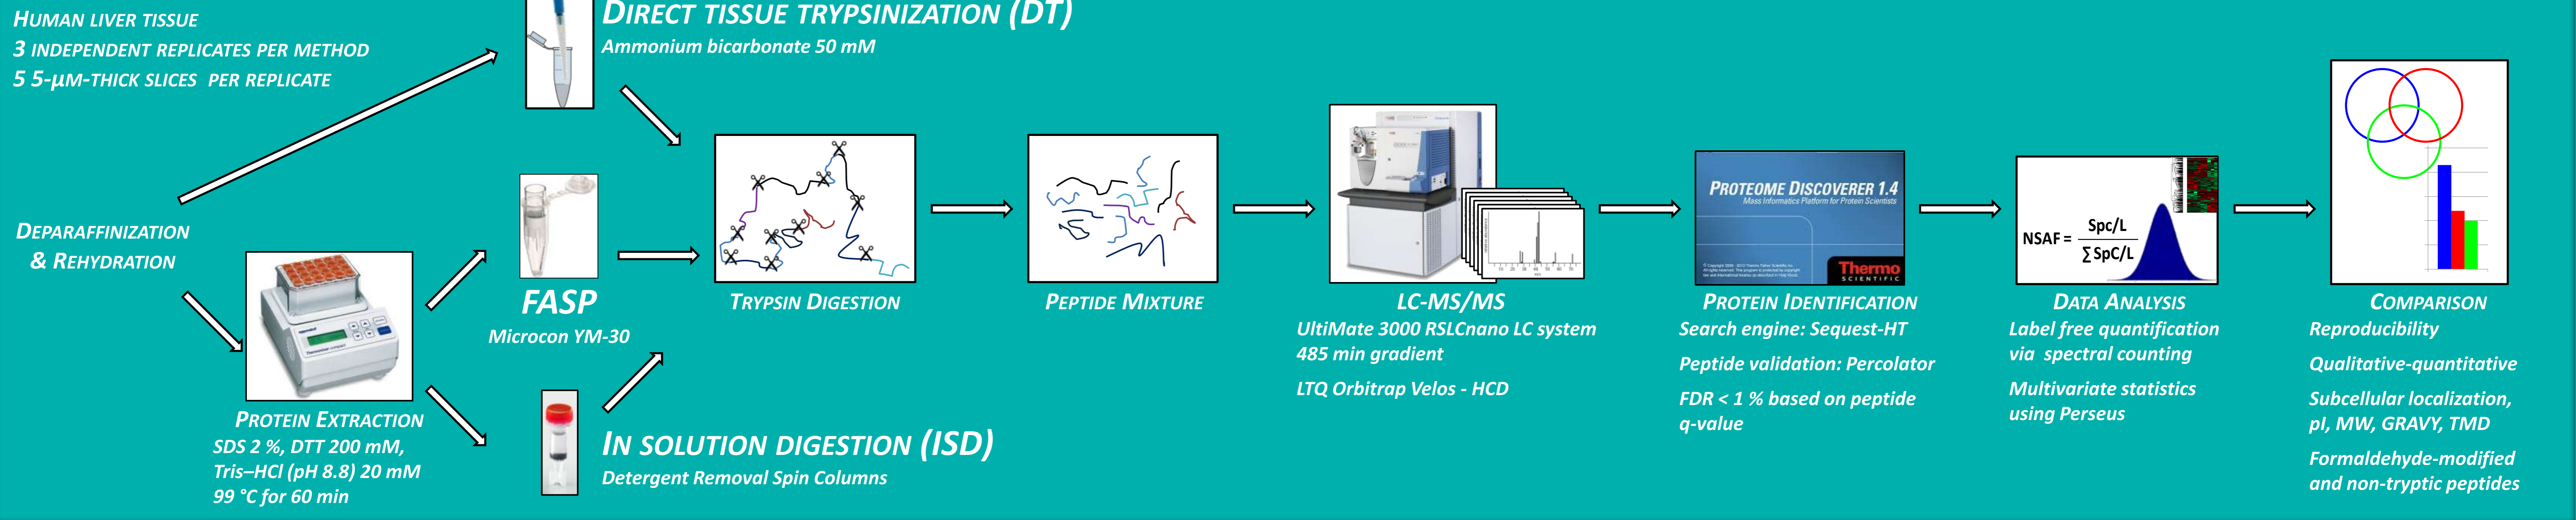 HUMAN LIVER TISSUE
3 INDEPENDENT REPLICATES PER METHOD
5 5-µM-THICK SLICES PER REPLICATE
DEPARAFFINIZATION
& REHYDRATION
PROTEIN EXTRACTION
SDS 2 %, DTT 200 mM,
Tris–HCl (pH 8.8) 20 mM
99 °C for 60 min
DIRECT TISSUE TRYPSINIZATION (DT)
Ammonium bicarbonate 50 mM
FASP
Microcon YM-30
IN SOLUTION DIGESTION (ISD)
Detergent Removal Spin Columns
TRYPSIN DIGESTION
PEPTIDE MIXTURE
LC-MS/MS
UltiMate 3000 RSLCnano LC system
485 min gradient
LTQ Orbitrap Velos - HCD
PROTEOME DISCOVERER 1.4
Mass Informatics Platform for Protein Scientists
Thermo
SCIENTIFIC
PROTEIN IDENTIFICATION
Search engine: Sequest-HT
Peptide validation: Percolator
FDR < 1 % based on peptide
q-value
NSAF = Spc/L
∑ SpC/L
DATA ANALYSIS
Label free quantification
via spectral counting
Multivariate statistics
using Perseus
COMPARISON
Reproducibility
Qualitative-quantitative
Subcellular localization,
pI, MW, GRAVY, TMD
Formaldehyde-modified
and non-tryptic peptides